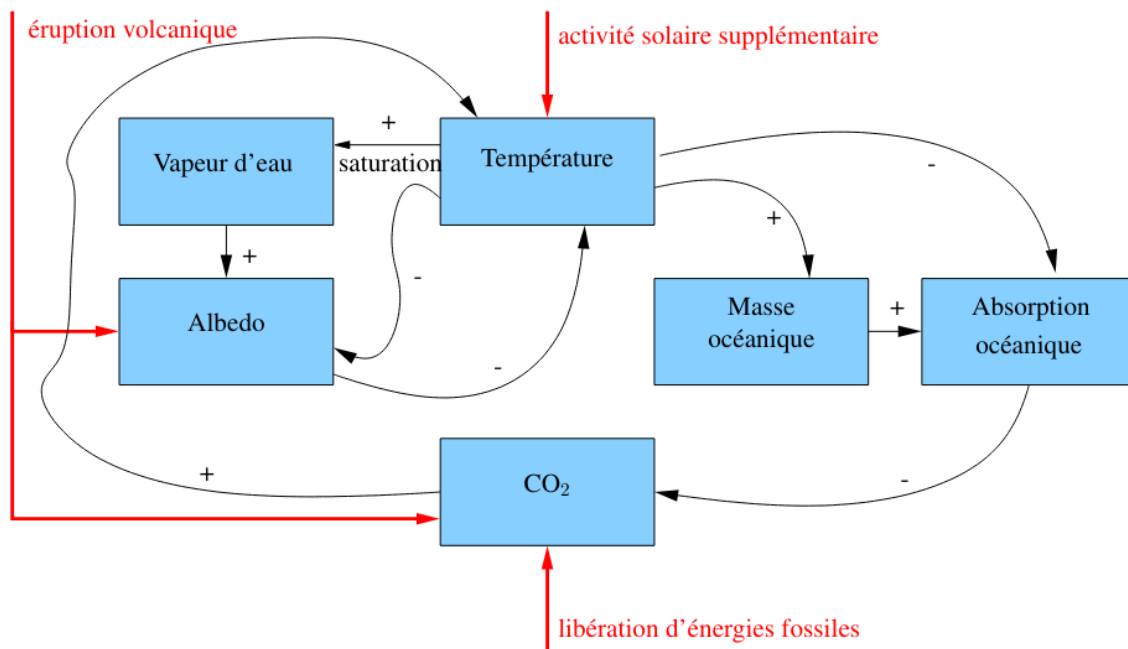 éruption volcanique
activité solaire supplémentaire
+
Vapeur d'eau
saturation
Température
-
+
-
+
-
Albedo
Masse
océanique
+
Absorption
océanique
-
+
CO₂
-
libération d'énergies fossiles